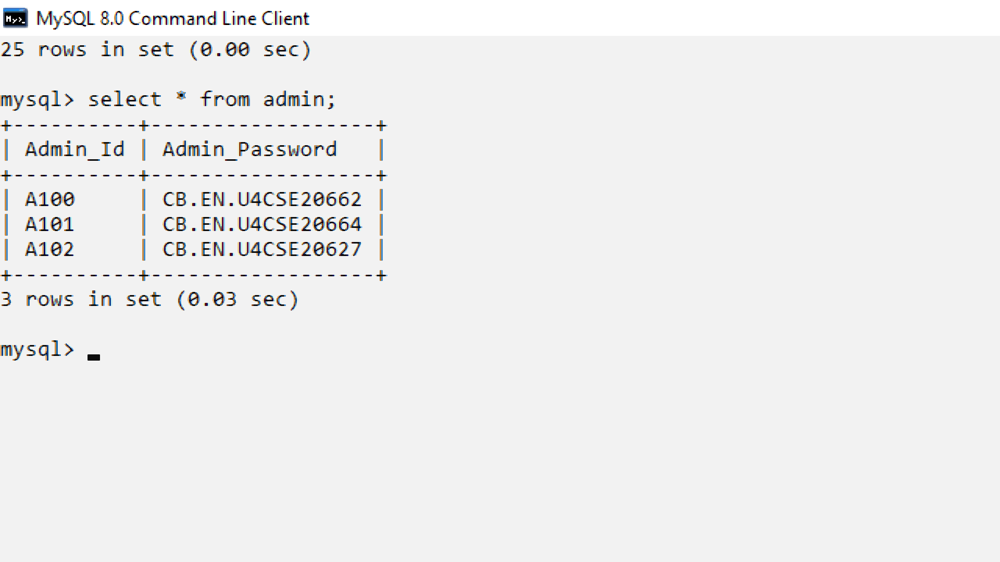 MySQL 8.0 Command Line Client
25 rows in set (0.00 sec)
mysql> select * from admin;
+----------+------------------+
| Admin_Id | Admin_Password   |
+----------+------------------+
| A100     | CB.EN.U4CSE20662 |
| A101     | CB.EN.U4CSE20664 |
| A102     | CB.EN.U4CSE20627 |
+----------+------------------+
3 rows in set (0.03 sec)
mysql> _